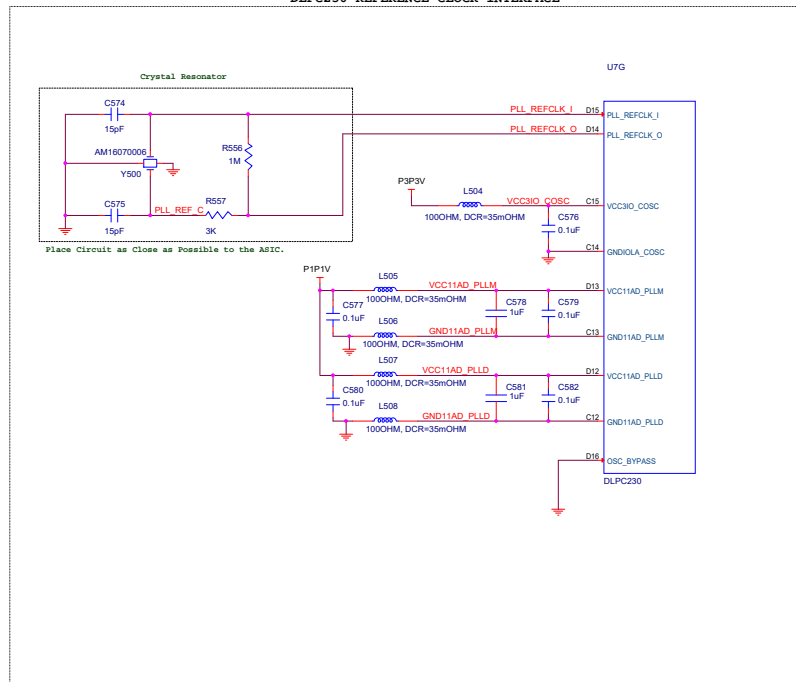 DLPC230 REFERENCE CLOCK INTERFACE
U7G
Crystal Resonator
C574
15pF
PLL_REFCLK_I
D15
PLL_REFCLK_I
PLL_REFCLK_O
D14
PLL_REFCLK_O
AM16070006
Y500
R556
1M
C575
15pF
PLL_REF_C
R557
3K
Place Circuit as Close as Possible to the ASIC.
P3P3V
L504
100OHM, DCR=35mOHM
VCC3IO_COSC
C15
VCC3IO_COSC
C576
0.1uF
C14
GNDIOLA_COSC
P1P1V
L505
100OHM, DCR=35mOHM
VCC11AD_PLLM
D13
VCC11AD_PLLM
C577
0.1uF
C578
1uF
C579
0.1uF
L506
100OHM, DCR=35mOHM
GND11AD_PLLM
C13
GND11AD_PLLM
L507
100OHM, DCR=35mOHM
VCC11AD_PLLD
D12
VCC11AD_PLLD
C580
0.1uF
C581
1uF
C582
0.1uF
L508
100OHM, DCR=35mOHM
GND11AD_PLLD
C12
GND11AD_PLLD
D16
OSC_BYPASS
DLPC230